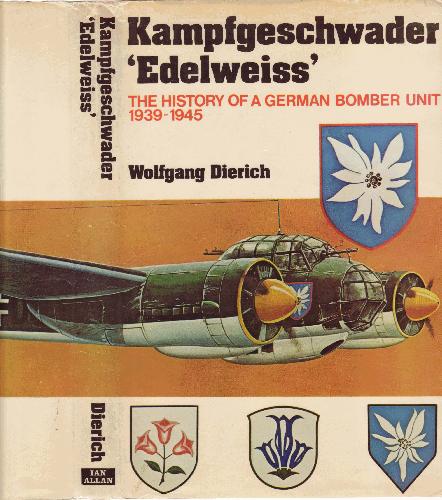 Kampfgeschwader
'Edelweiss'
Dierich
IAN
ALLAN
Kampfgeschwader
'Edelweiss'
THE HISTORY OF A GERMAN BOMBER UNIT
1939-1945
Wolfgang Dierich